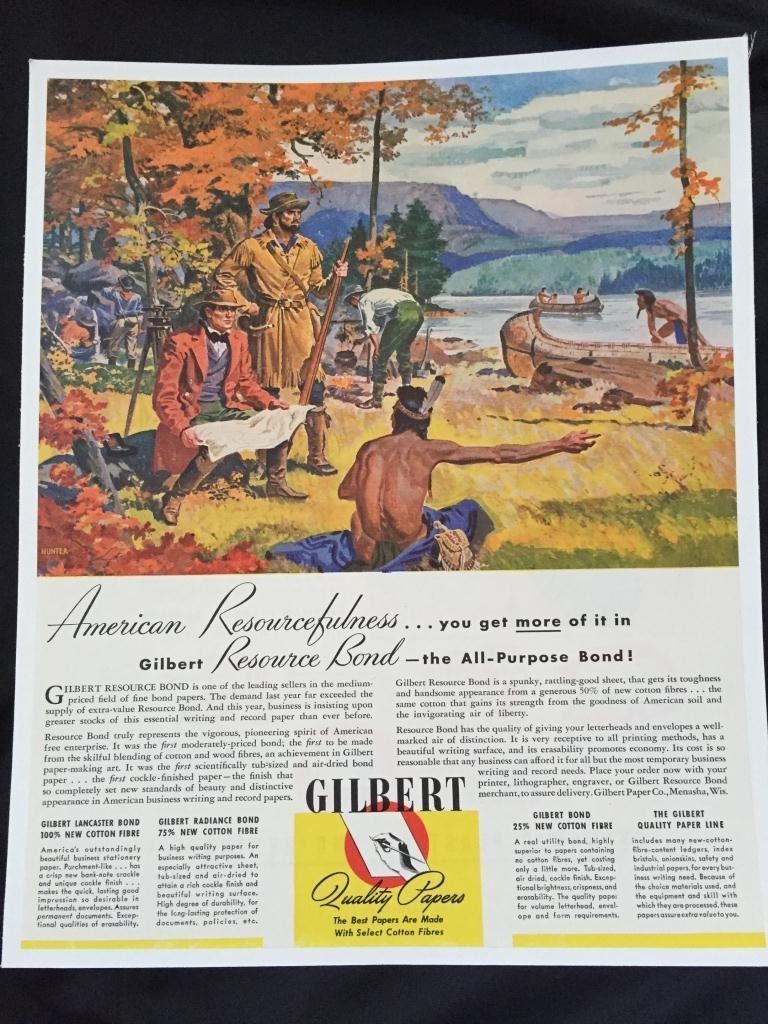 HUNTER
American Resourcefulness... you get more of it in
Gilbert Resource Bond—the All-Purpose Bond!
GILBERT RESOURCE BOND is one of the leading sellers in the medium-
priced field of fine bond papers. The demand last year far exceeded the
supply of extra-value Resource Bond. And this year, business is insisting upon
greater stocks of this essential writing and record paper than ever before.
Resource Bond truly represents the vigorous, pioneering spirit of American
free enterprise. It was the first moderately-priced bond; the first to be made
from the skilful blending of cotton and wood fibres, an achievement in Gilbert
paper-making art. It was the first scientifically tub-sized and air-dried bond
paper . . . the first cockle-finished paper—the finish that
so completely set new standards of beauty and distinctive
appearance in American business writing and record papers.
Gilbert Resource Bond is a spunky, rattling-good sheet, that gets its toughness
and handsome appearance from a generous 50% of new cotton fibres . . . the
same cotton that gains its strength from the goodness of American soil and
the invigorating air of liberty.
Resource Bond has the quality of giving your letterheads and envelopes a well-
marked air of distinction. It is very receptive to all printing methods, has a
beautiful writing surface, and its erasability promotes economy. Its cost is so
reasonable that any business can afford it for all but the most temporary business
writing and record needs. Place your order now with your
printer, lithographer, engraver, or Gilbert Resource Bond
merchant, to assure delivery. Gilbert Paper Co., Menasha, Wis.
GILBERT LANCASTER BOND
100% NEW COTTON FIBRE
America's outstandingly
beautiful business stationery
paper. Parchment-like . . . has
a crisp new bank-note crackle
and unique cockle finish . . .
makes the quick, lasting good
impression so desirable in
letterheads, envelopes. Assures
permanent documents. Excep-
tional qualities of erasability.
GILBERT RADIANCE BOND
75% NEW COTTON FIBRE
A high quality paper for
business writing purposes. An
especially attractive sheet,
tub-sized and air-dried to
attain a rich cockle finish and
beautiful writing surface.
High degree of durability, for
the long-lasting protection of
documents, policies, etc.
GILBERT
Quality Papers
The Best Papers Are Made
With Select Cotton Fibres
GILBERT BOND
25% NEW COTTON FIBRE
A real utility bond, highly
superior to papers containing
no cotton fibres, yet costing
only a little more. Tub-sized,
air dried, cockle finish. Excep-
tional brightness, crispness, and
erasability. The quality paper
for volume letterhead, envel-
ope and form requirements.
THE GILBERT
QUALITY PAPER LINE
includes many new-cotton-
fibre-content ledgers, index
bristols, onionskins, safety and
industrial papers, for every busi-
ness writing need. Because of
the choice materials used, and
the equipment and skill with
which they are processed, these
papers assure extra value to you.